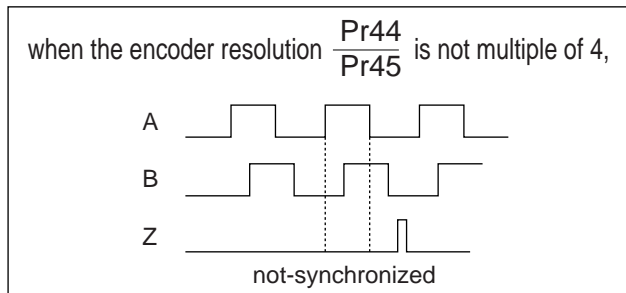 when the encoder resolution Pr44/Pr45 is not multiple of 4,
A
B
Z
not-synchronized